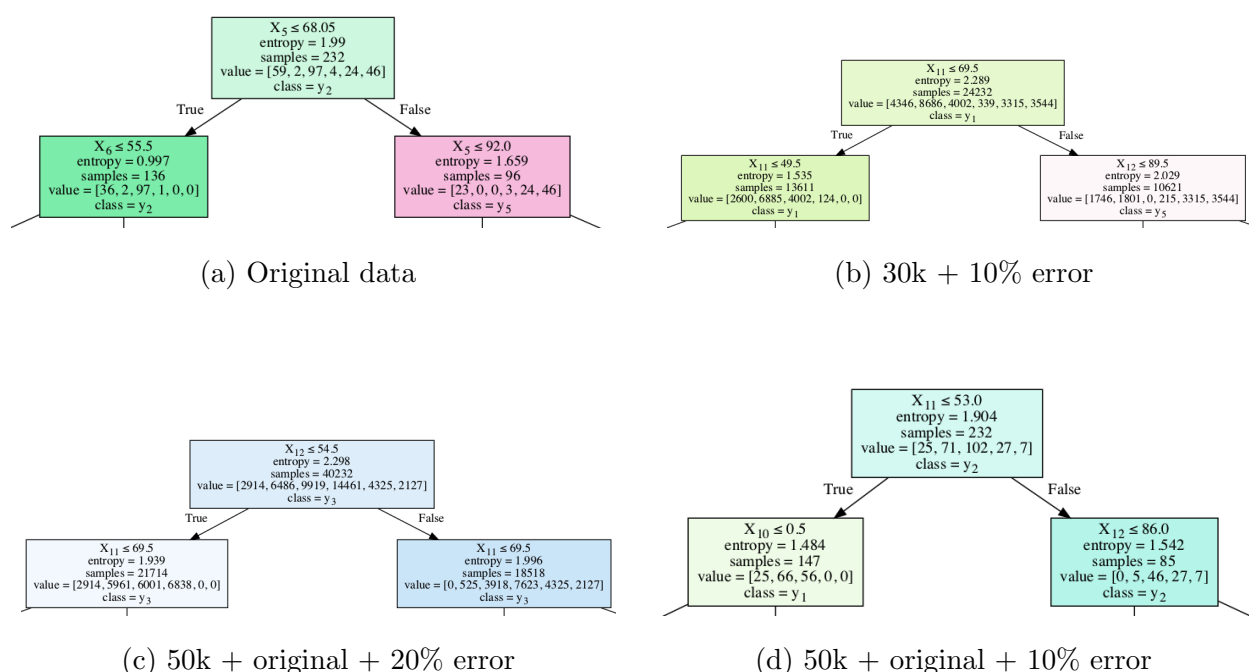 X5 ≤ 68.05
entropy = 1.99
samples = 232
value = [59, 2, 97, 4, 24, 46]
class = y2
True
False
X6 ≤ 55.5
entropy = 0.997
samples = 136
value = [36, 2, 97, 1, 0, 0]
class = y2
X5 ≤ 92.0
entropy = 1.659
samples = 96
value = [23, 0, 0, 3, 24, 46]
class = y5
(a) Original data
X11 ≤ 69.5
entropy = 2.289
samples = 24232
value = [4346, 8686, 4002, 339, 3315, 3544]
class = y1
True
False
X11 ≤ 49.5
entropy = 1.535
samples = 13611
value = [2600, 6885, 4002, 124, 0, 0]
class = y1
X12 ≤ 89.5
entropy = 2.029
samples = 10621
value = [1746, 1801, 0, 215, 3315, 3544]
class = y5
(b) 30k + 10% error
X12 ≤ 54.5
entropy = 2.298
samples = 40232
value = [2914, 6486, 9919, 14461, 4325, 2127]
class = y3
True
False
X11 ≤ 69.5
entropy = 1.939
samples = 21714
value = [2914, 5961, 6001, 6838, 0, 0]
class = y3
X11 ≤ 69.5
entropy = 1.996
samples = 18518
value = [0, 525, 3918, 7623, 4325, 2127]
class = y3
(c) 50k + original + 20% error
X11 ≤ 53.0
entropy = 1.904
samples = 232
value = [25, 71, 102, 27, 7]
class = y2
True
False
X10 ≤ 0.5
entropy = 1.484
samples = 147
value = [25, 66, 56, 0, 0]
class = y1
X12 ≤ 86.0
entropy = 1.542
samples = 85
value = [0, 5, 46, 27, 7]
class = y2
(d) 50k + original + 10% error